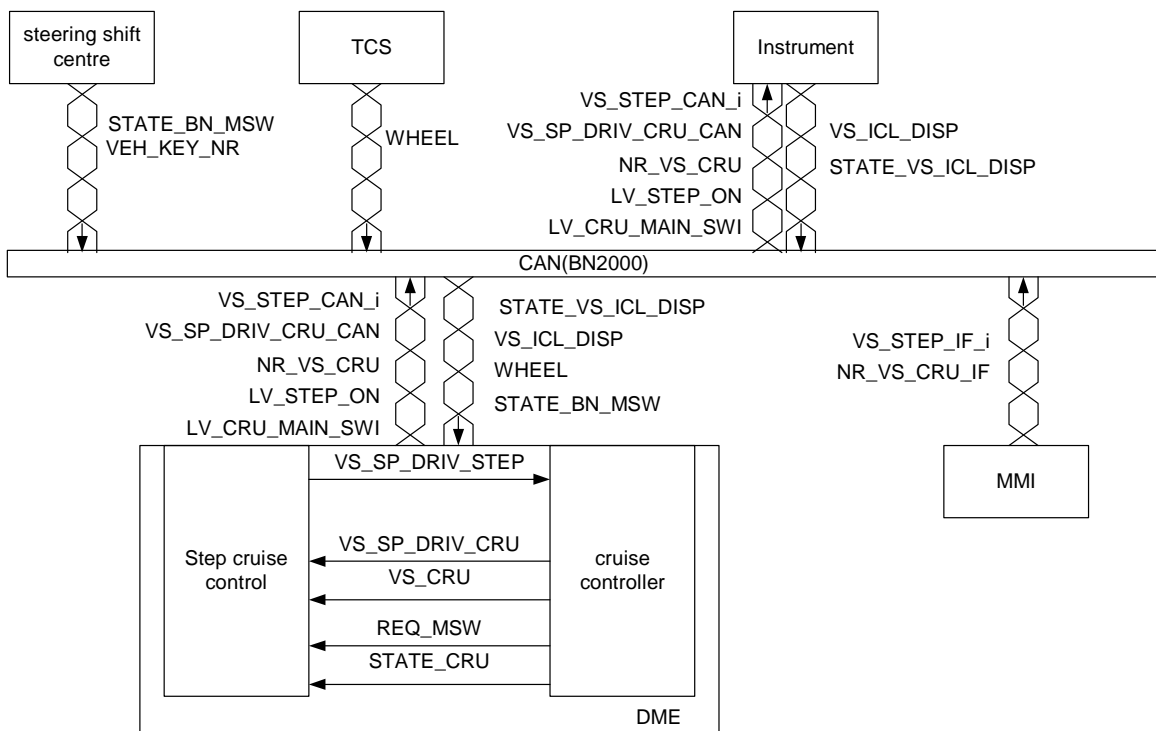 steering shift
centre
TCS
Instrument
STATE_BN_MSW
VEH_KEY_NR
WHEEL
VS_STEP_CAN_i
VS_SP_DRIV_CRU_CAN
NR_VS_CRU
LV_STEP_ON
LV_CRU_MAIN_SWI
VS_ICL_DISP
STATE_VS_ICL_DISP
CAN(BN2000)
VS_STEP_CAN_i
VS_SP_DRIV_CRU_CAN
NR_VS_CRU
LV_STEP_ON
LV_CRU_MAIN_SWI
STATE_VS_ICL_DISP
VS_ICL_DISP
WHEEL
STATE_BN_MSW
VS_STEP_IF_i
NR_VS_CRU_IF
MMI
Step cruise
control
VS_SP_DRIV_STEP
VS_SP_DRIV_CRU
VS_CRU
REQ_MSW
STATE_CRU
cruise
controller
DME